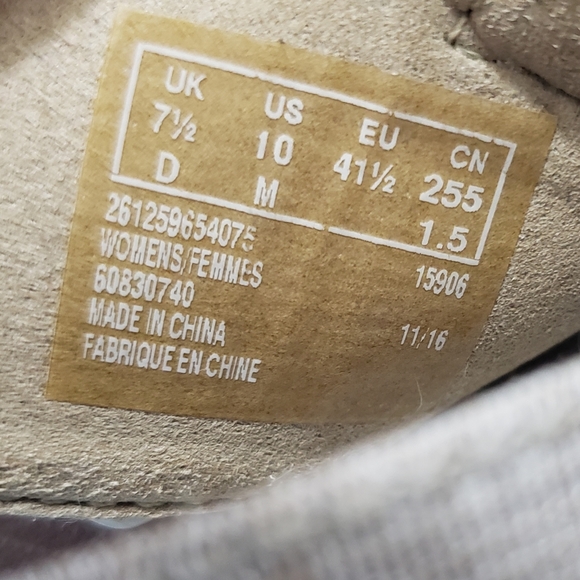 UK US EU CN
7½ 10 41½ 255
D M 1.5
261259654075
WOMENS/FEMMES 15906
60830740
MADE IN CHINA 11/16
FABRIQUE EN CHINE